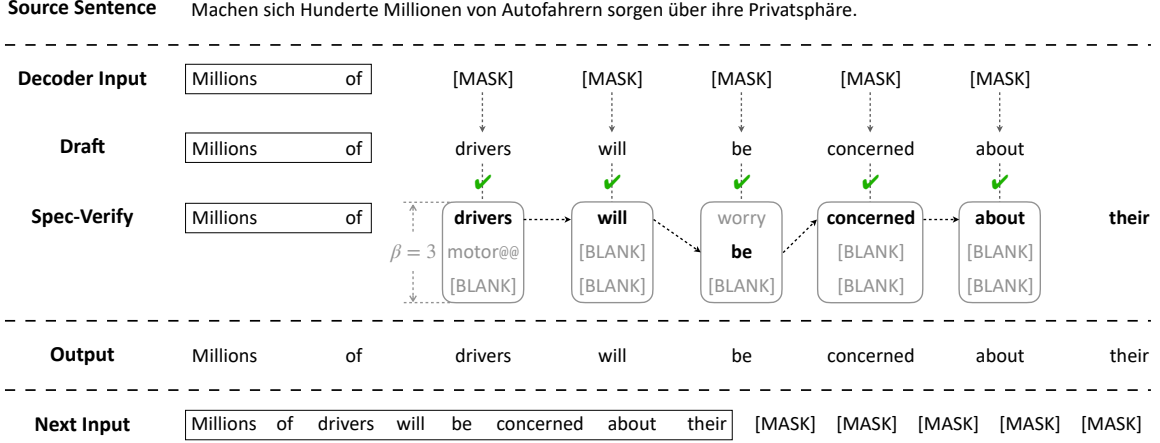 Source Sentence Machen sich Hunderte Millionen von Autofahrern sorgen über ihre Privatsphäre.
Decoder Input Millions of [MASK] [MASK] [MASK] [MASK] [MASK]
Draft Millions of drivers will be concerned about
✔ ✔ ✔ ✔ ✔
Spec-Verify Millions of drivers will worry concerned about their
β = 3 motor@@ [BLANK] be [BLANK] [BLANK]
[BLANK] [BLANK] [BLANK] [BLANK] [BLANK]
Output Millions of drivers will be concerned about their
Next Input Millions of drivers will be concerned about their [MASK] [MASK] [MASK] [MASK] [MASK]